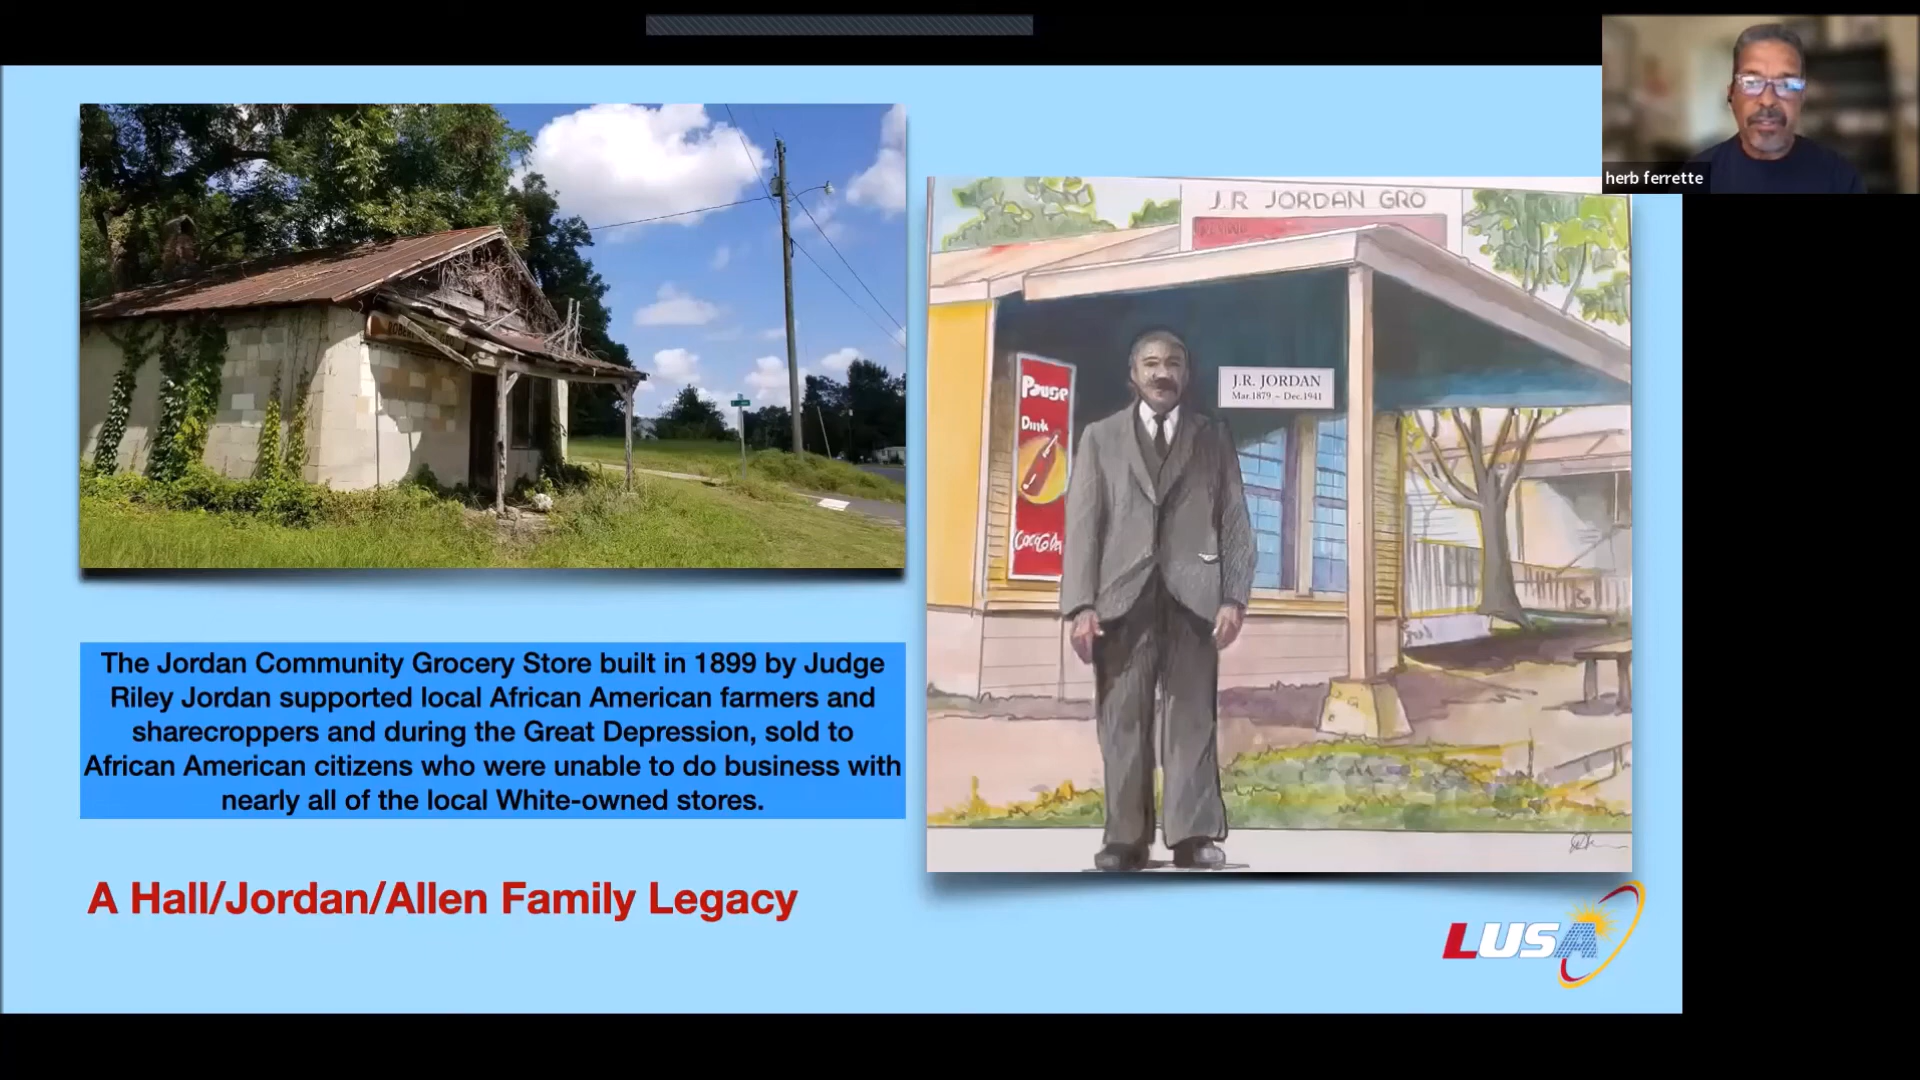 herb ferrette
J.R JORDAN GRO
Pause
Drink
Coca Cola
J.R. JORDAN
Mar.1879 ~ Dec.1941
The Jordan Community Grocery Store built in 1899 by Judge
Riley Jordan supported local African American farmers and
sharecroppers and during the Great Depression, sold to
African American citizens who were unable to do business with
nearly all of the local White-owned stores.
A Hall/Jordan/Allen Family Legacy
LUSA